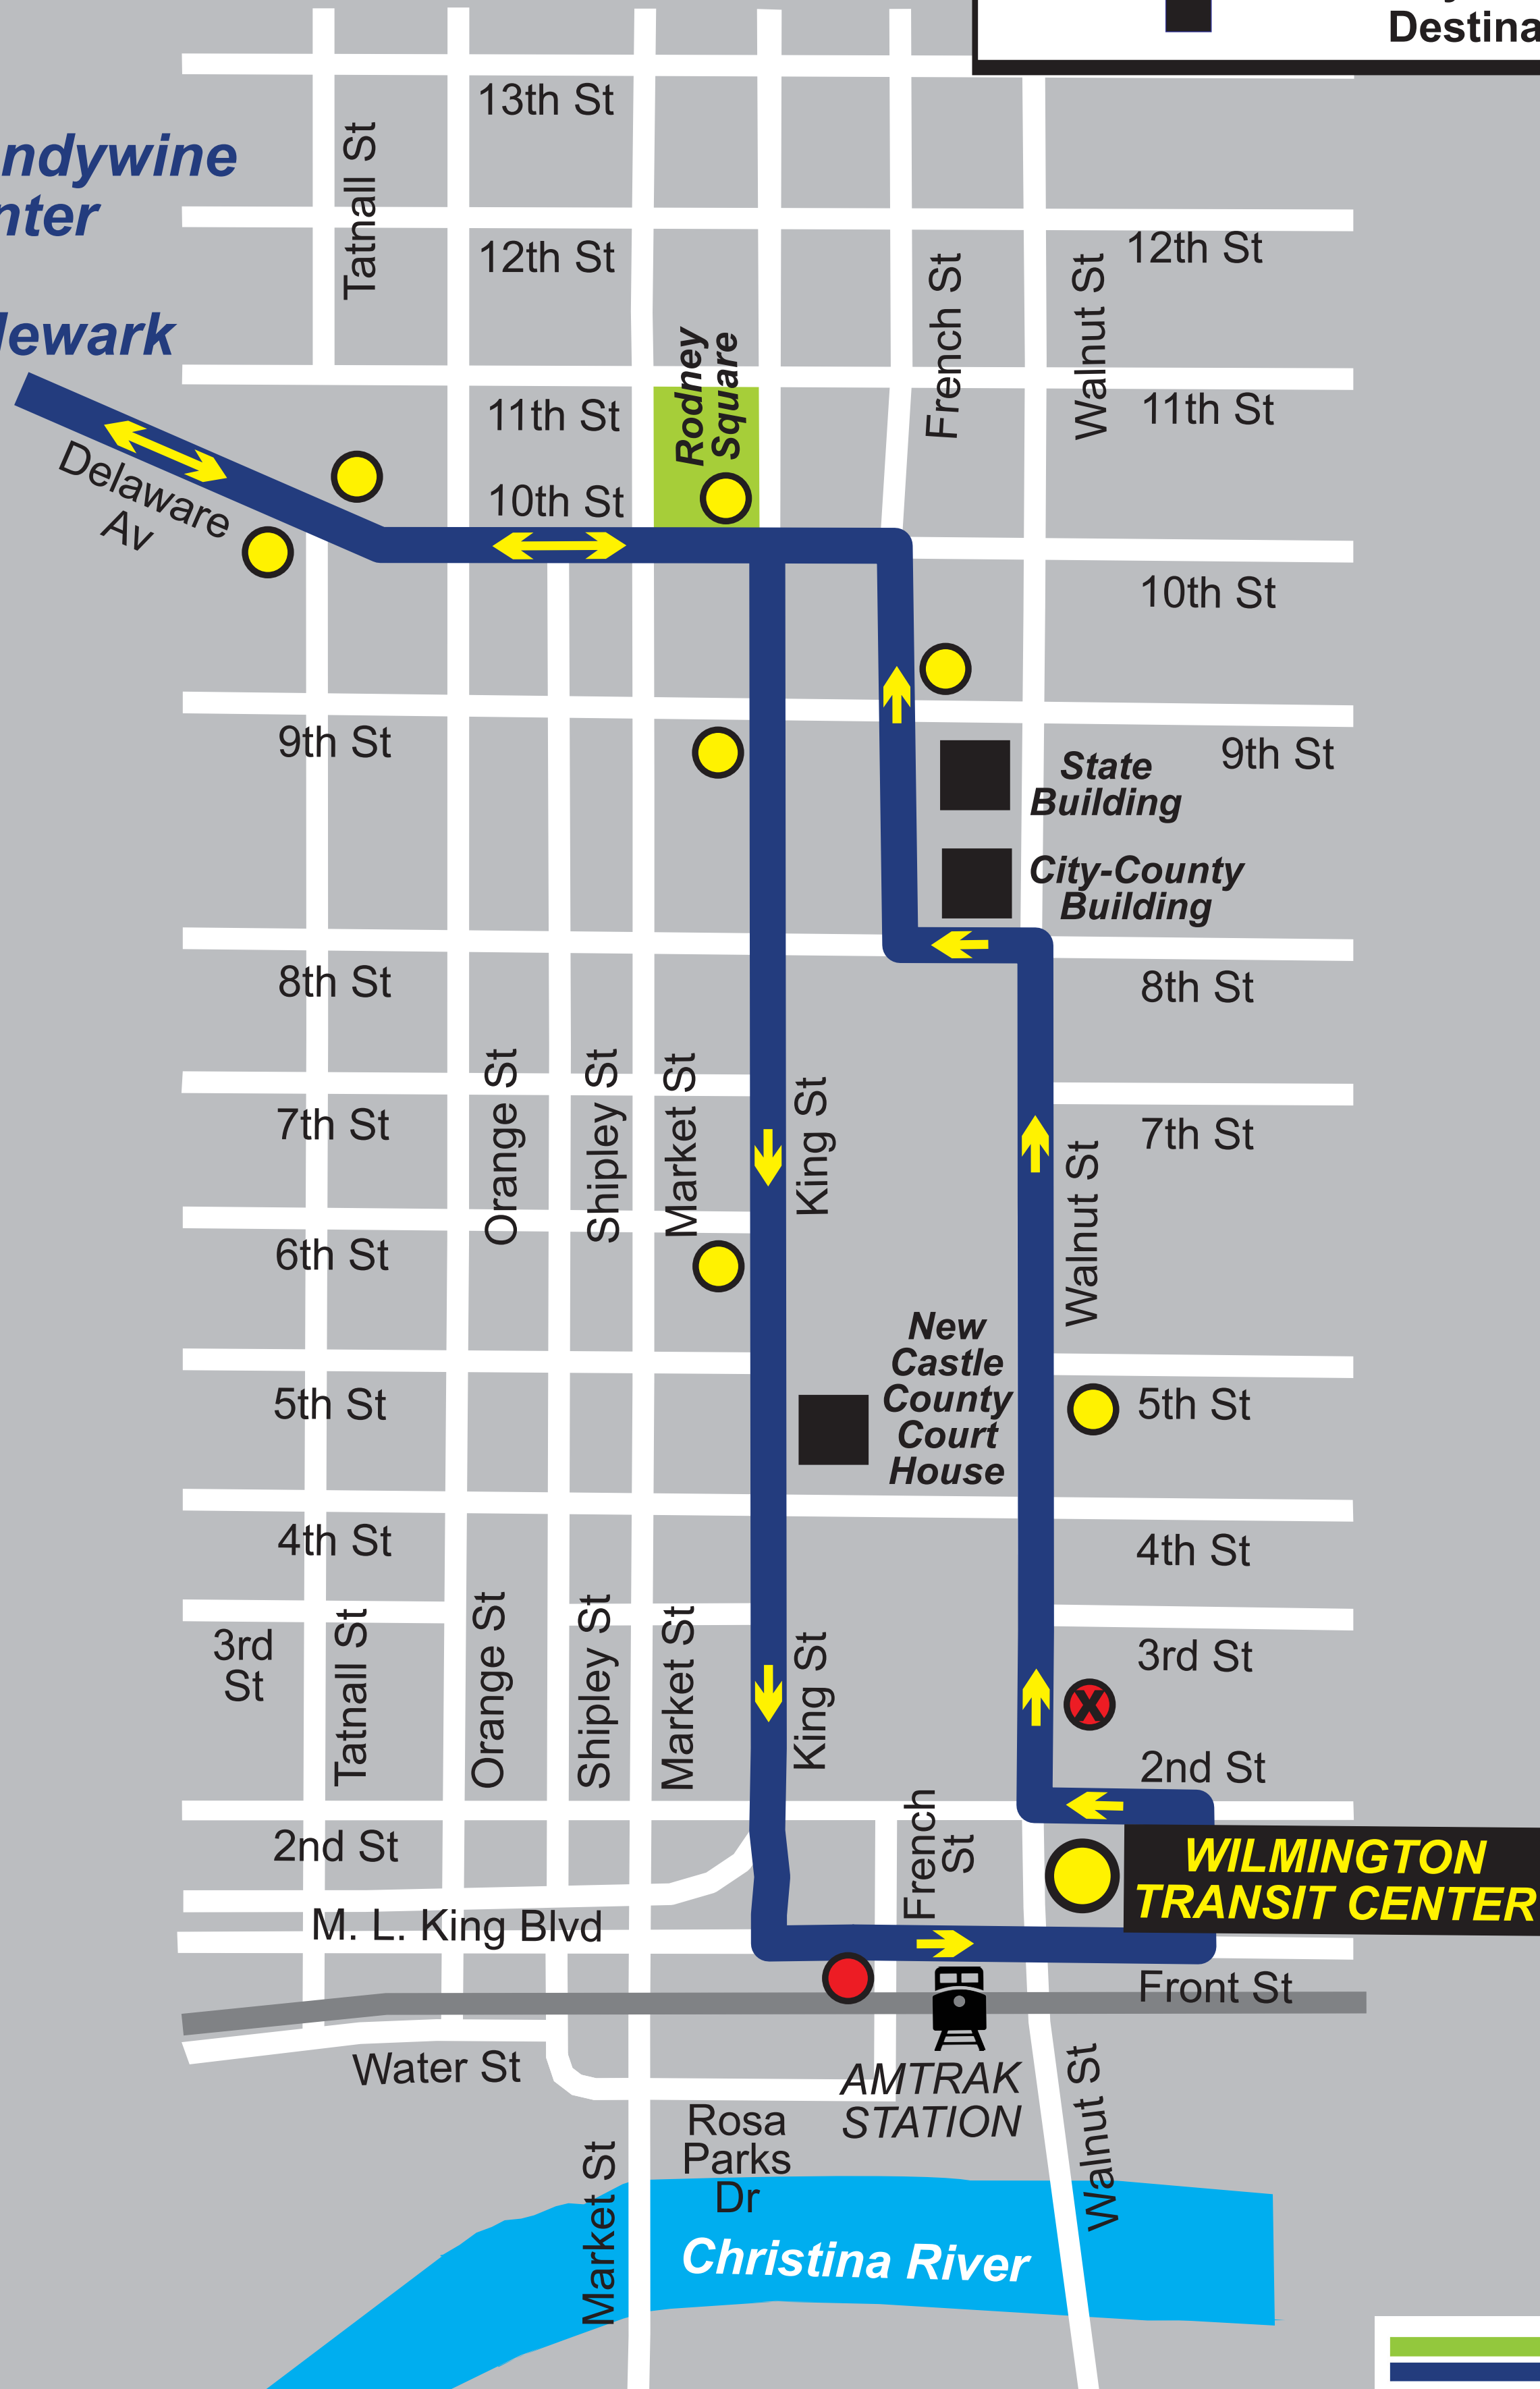 Destina
13th St
Tatnall St
ndywine
nter
12th St
12th St
French St
Walnut St
lewark
Rodney
Square
11th St
11th St
Delaware
Av
10th St
10th St
9th St
9th St
State
Building
City-County
Building
8th St
8th St
Orange St
Shipley St
Market St
King St
7th St
7th St
Walnut St
6th St
New
Castle
County
Court
House
5th St
5th St
4th St
4th St
3rd
St
Tatnall St
Orange St
Shipley St
Market St
King St
3rd St
X
2nd St
2nd St
French
St
WILMINGTON
TRANSIT CENTER
M. L. King Blvd
Front St
Water St
AMTRAK
STATION
Walnut St
Rosa
Parks
Dr
Market St
Christina River